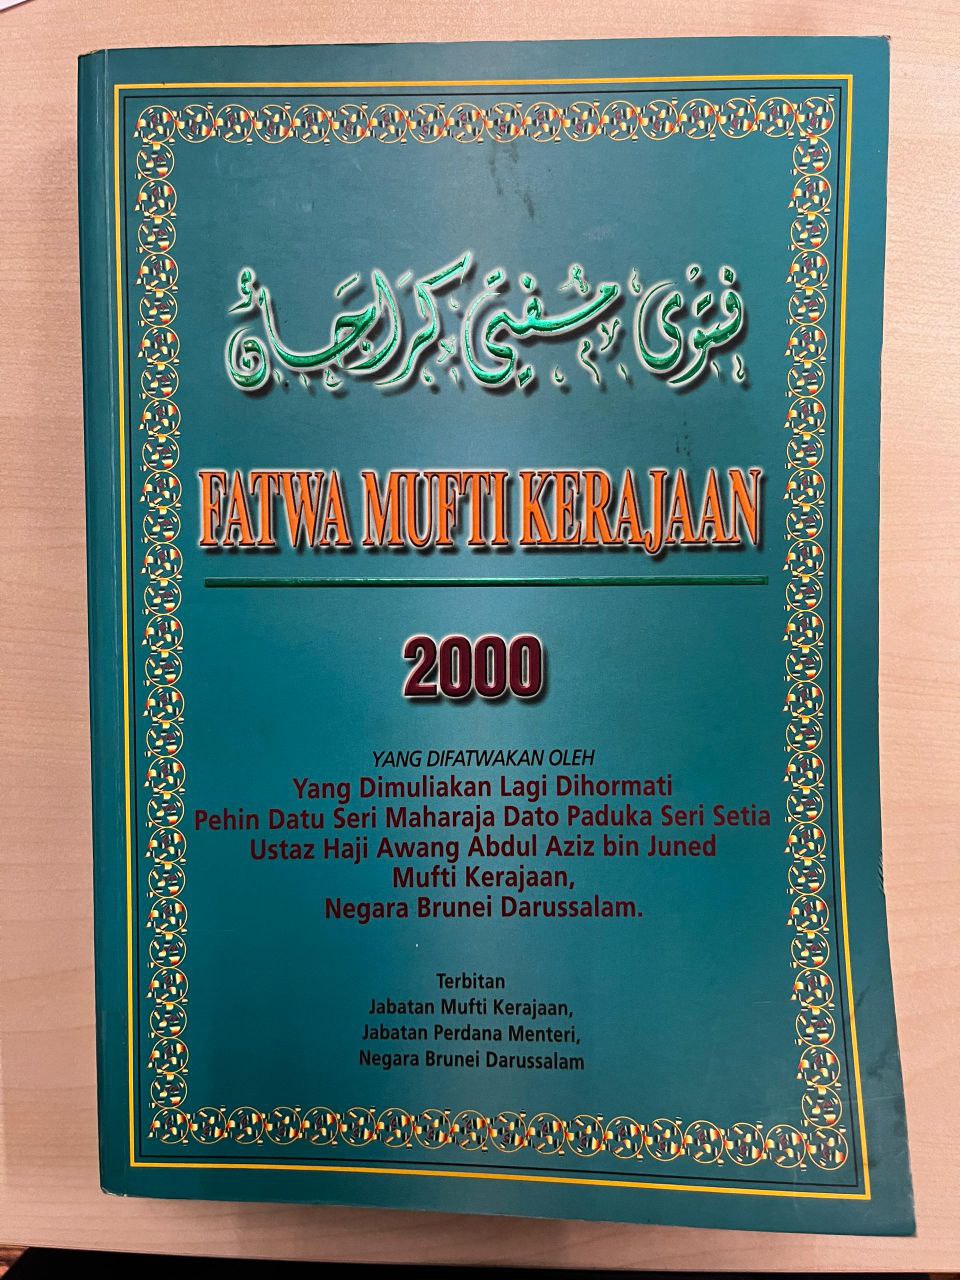 فتوى مفتي كراجاءن
FATWA MUFTI KERAJAAN
2000
YANG DIFATWAKAN OLEH
Yang Dimuliakan Lagi Dihormati
Pehin Datu Seri Maharaja Dato Paduka Seri Setia
Ustaz Haji Awang Abdul Aziz bin Juned
Mufti Kerajaan,
Negara Brunei Darussalam.
Terbitan
Jabatan Mufti Kerajaan,
Jabatan Perdana Menteri,
Negara Brunei Darussalam